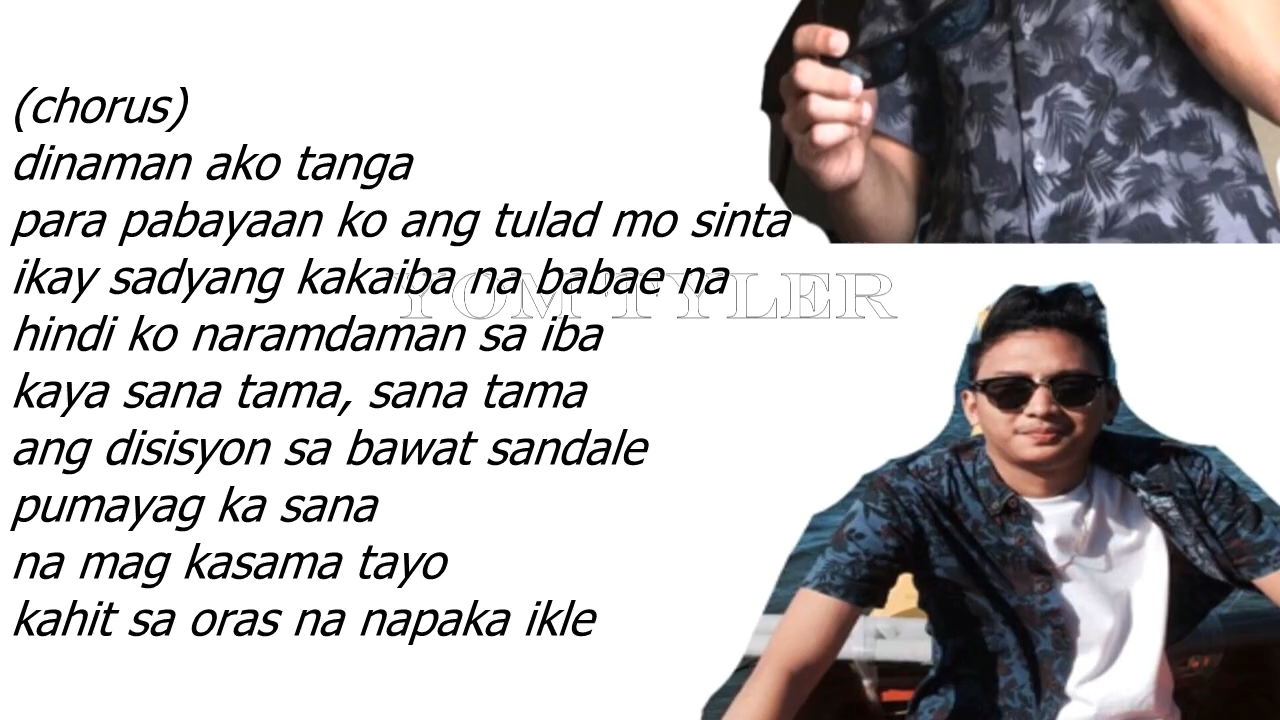 (chorus)
dinaman ako tanga
para pabayaan ko ang tulad mo sinta
ikay sadyang kakaiba na babae na
YOM TYLER
hindi ko naramdaman sa iba
kaya sana tama, sana tama
ang disisyon sa bawat sandale
pumayag ka sana
na mag kasama tayo
kahit sa oras na napaka ikle